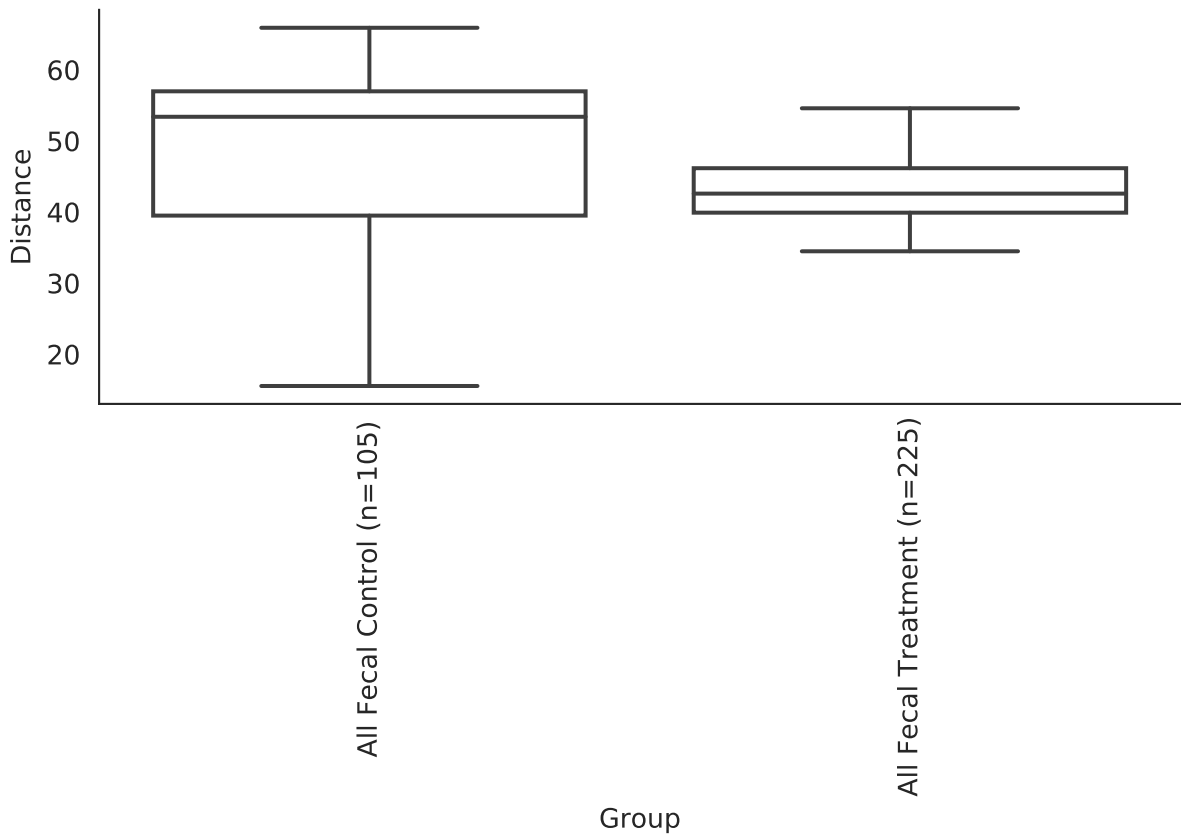 Distance
60
50
40
30
20
All Fecal Control (n=105)
All Fecal Treatment (n=225)
Group